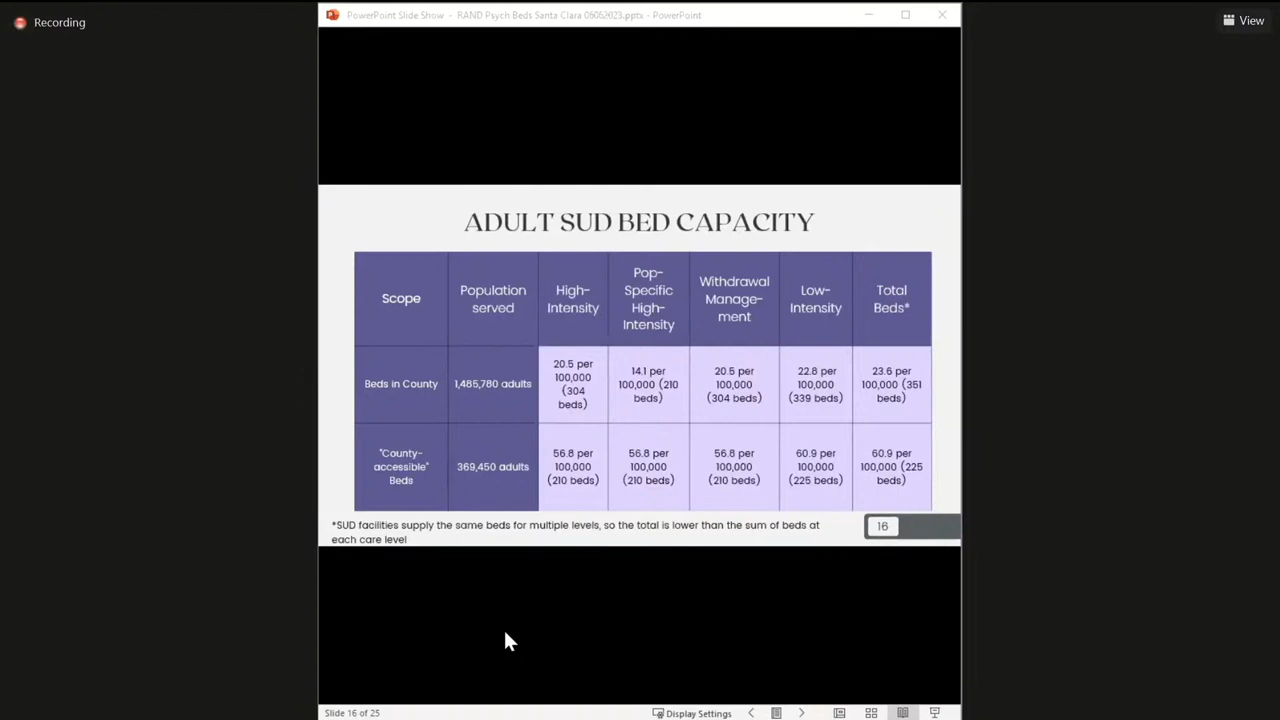 Recording
PowerPoint Slide Show - RAND Psych Beds Santa Clara 06062023.pptx - PowerPoint
View
ADULT SUD BED CAPACITY
Scope
Population
served
High-
Intensity
Pop-
Specific
High-
Intensity
Withdrawal
Manage-
ment
Low-
Intensity
Total
Beds*
Beds in County
1,485,780 adults
20.5 per
100,000
(304
beds)
14.1 per
100,000 (210
beds)
20.5 per
100,000
(304 beds)
22.8 per
100,000
(339 beds)
23.6 per
100,000 (351
beds)
"County-
accessible"
Beds
369,450 adults
56.8 per
100,000
(210 beds)
56.8 per
100,000
(210 beds)
56.8 per
100,000
(210 beds)
60.9 per
100,000
(225 beds)
60.9 per
100,000 (225
beds)
*SUD facilities supply the same beds for multiple levels, so the total is lower than the sum of beds at
each care level
16
Slide 16 of 25
Display Settings